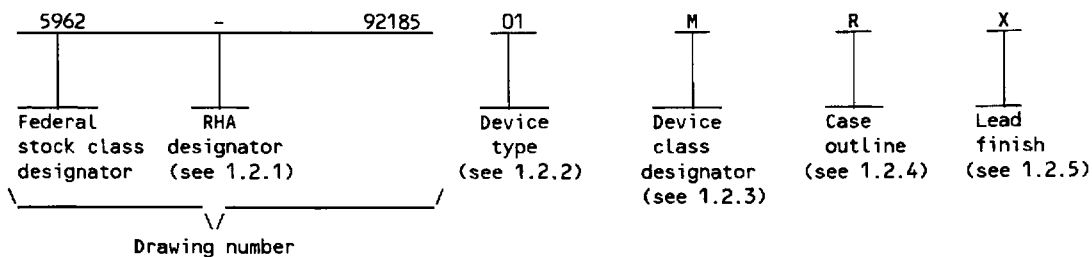 5962 - 92185 01 M R X
Federal RHA Device Device Case Lead
stock class designator type class outline finish
designator (see 1.2.1) (see 1.2.2) designator (see 1.2.4) (see 1.2.5)
(see 1.2.3)
Drawing number